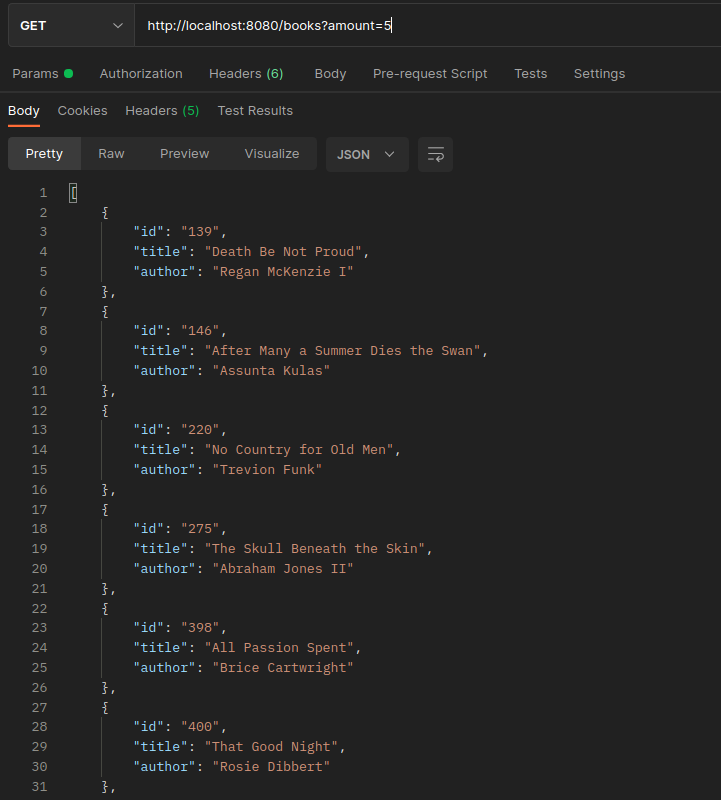 GET http://localhost:8080/books?amount=5
Params Authorization Headers (6) Body Pre-request Script Tests Settings
Body Cookies Headers (5) Test Results
Pretty Raw Preview Visualize JSON
1 [
2 {
3 "id": "139",
4 "title": "Death Be Not Proud",
5 "author": "Regan McKenzie I"
6 },
7 {
8 "id": "146",
9 "title": "After Many a Summer Dies the Swan",
10 "author": "Assunta Kulas"
11 },
12 {
13 "id": "220",
14 "title": "No Country for Old Men",
15 "author": "Trevion Funk"
16 },
17 {
18 "id": "275",
19 "title": "The Skull Beneath the Skin",
20 "author": "Abraham Jones II"
21 },
22 {
23 "id": "398",
24 "title": "All Passion Spent",
25 "author": "Brice Cartwright"
26 },
27 {
28 "id": "400",
29 "title": "That Good Night",
30 "author": "Rosie Dibbert"
31 },